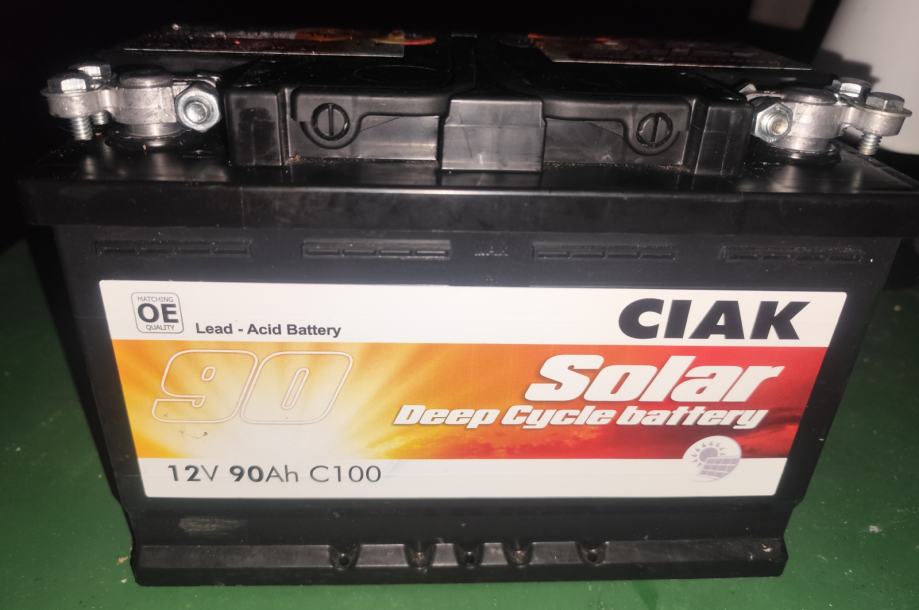 MATCHING
OE
QUALITY
Lead - Acid Battery
CIAK
90
Solar
Deep Cycle battery
12V 90Ah C100